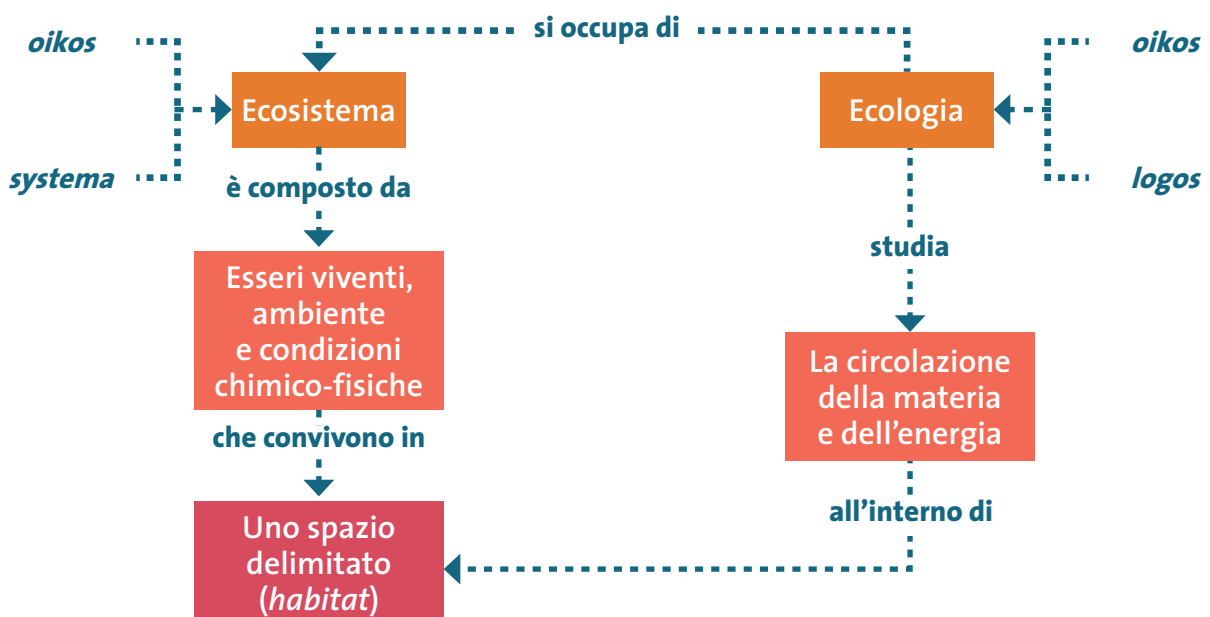 si occupa di
oikos
oikos
Ecosistema
Ecologia
systema
logos
è composto da
studia
Esseri viventi,
ambiente
e condizioni
chimico-fisiche
La circolazione
della materia
e dell'energia
che convivono in
all'interno di
Uno spazio
delimitato
(habitat)